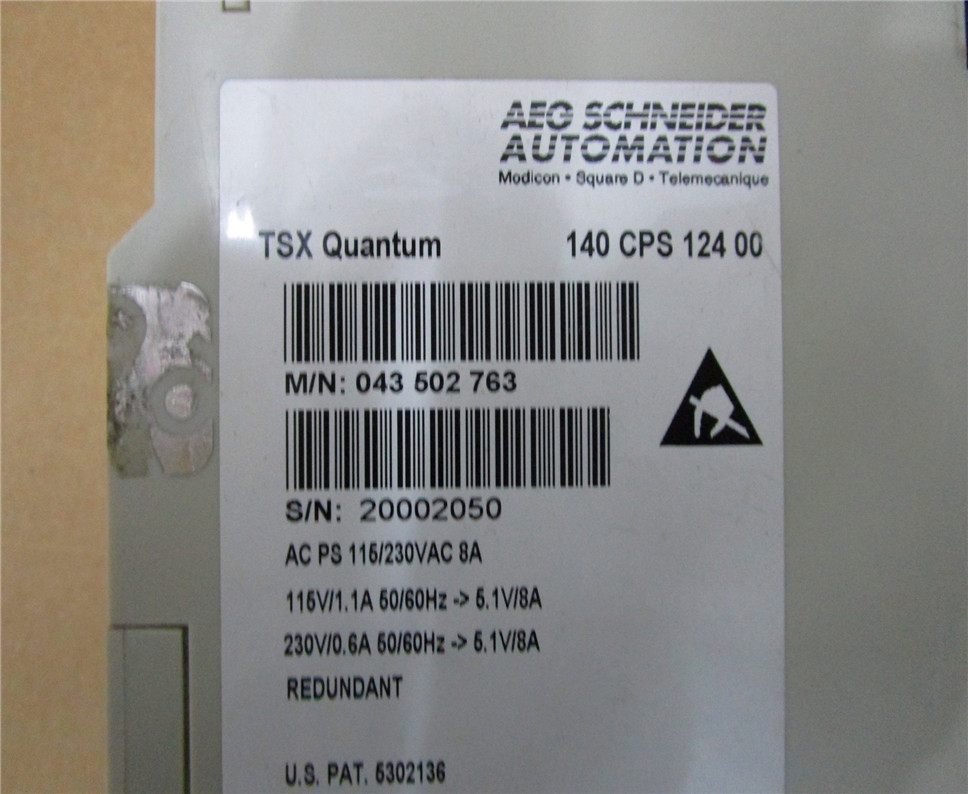 AEG SCHNEIDER
AUTOMATION
Modicon • Square D • Telemecanique
TSX Quantum 140 CPS 124 00
M/N: 043 502 763
S/N: 20002050
AC PS 115/230VAC 8A
115V/1.1A 50/60Hz -> 5.1V/8A
230V/0.6A 50/60Hz -> 5.1V/8A
REDUNDANT
U.S. PAT. 5302136